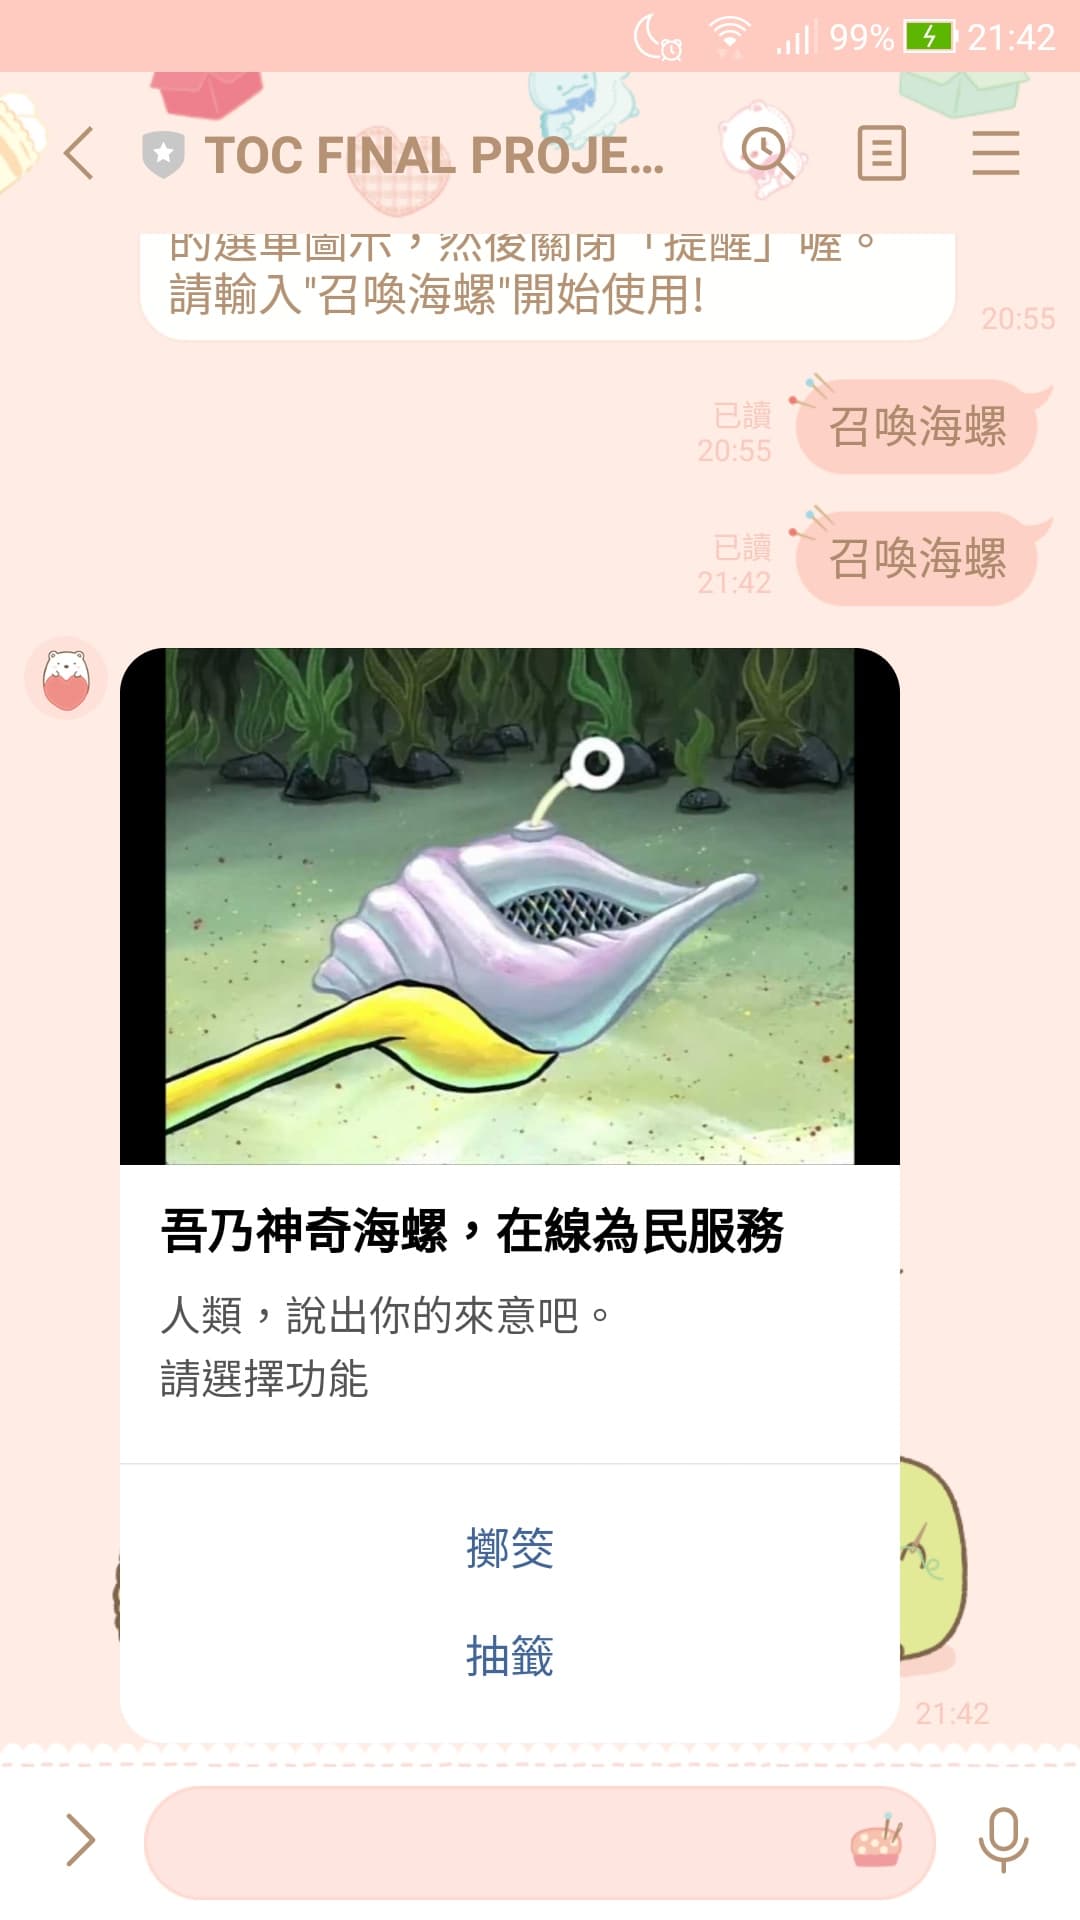 99% 21:42
TOC FINAL PROJE...
的選單圖示，然後關閉「提醒」喔。
請輸入"召喚海螺"開始使用!
20:55
已讀
20:55
召喚海螺
已讀
21:42
召喚海螺
吾乃神奇海螺，在線為民服務
人類，說出你的來意吧。
請選擇功能
擲筊
抽籤
21:42